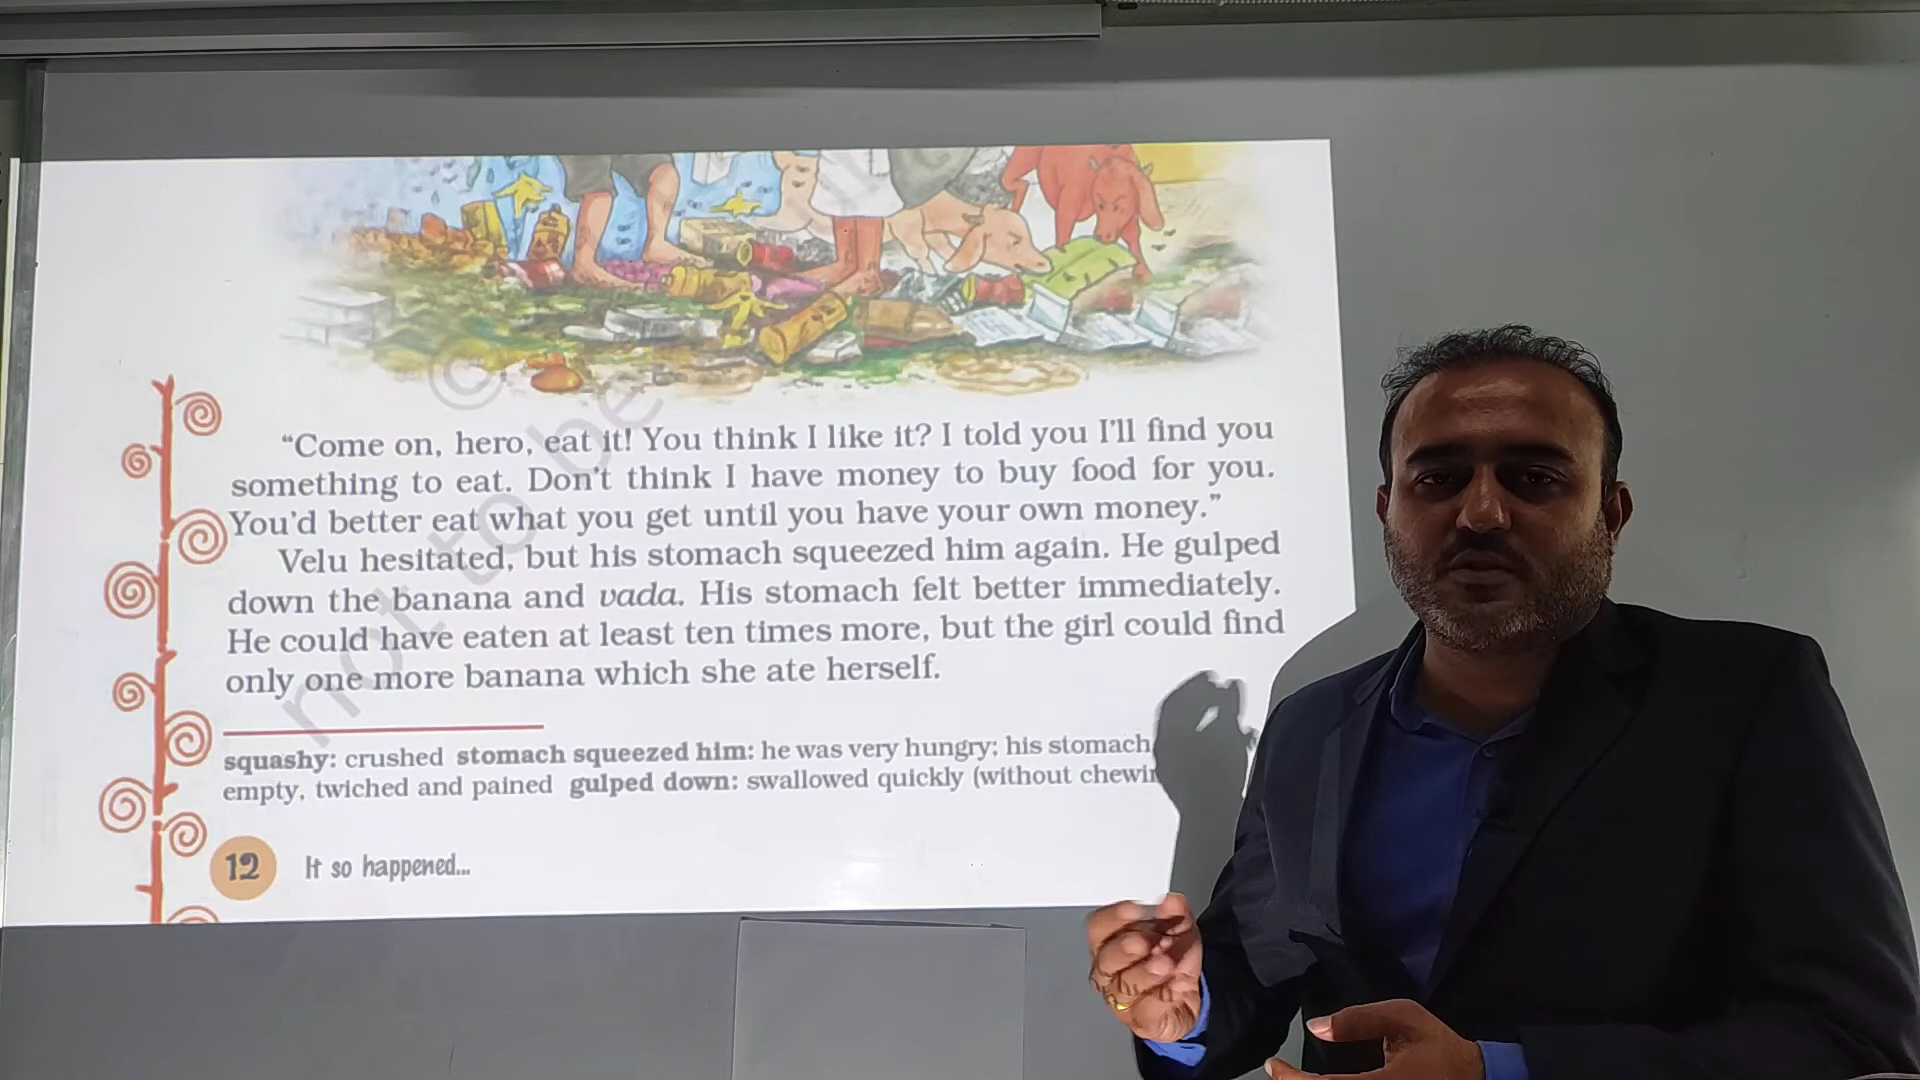 “Come on, hero, eat it! You think I like it? I told you I’ll find you
something to eat. Don’t think I have money to buy food for you.
You’d better eat what you get until you have your own money.”
Velu hesitated, but his stomach squeezed him again. He gulped
down the banana and vada. His stomach felt better immediately.
He could have eaten at least ten times more, but the girl could find
only one more banana which she ate herself.
squashy: crushed stomach squeezed him: he was very hungry; his stomach
empty, twiched and pained gulped down: swallowed quickly (without
12 It so happened...
© not to be